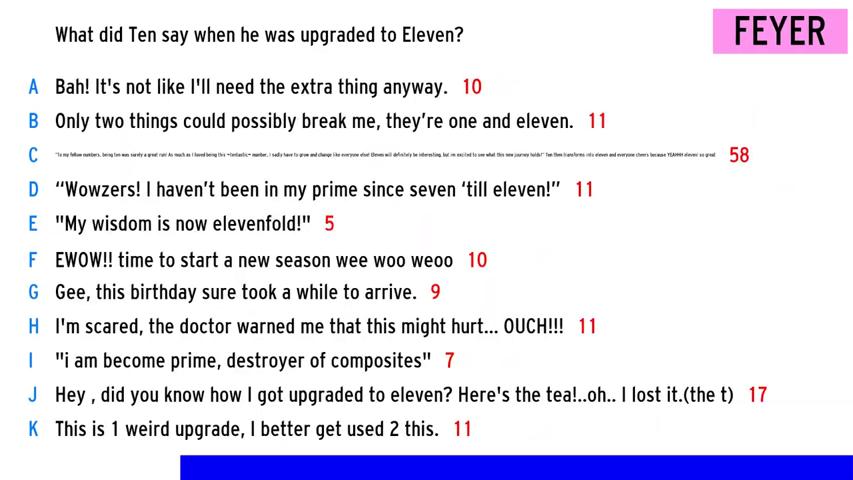 What did Ten say when he was upgraded to Eleven?
FEYER
A Bah! It's not like I'll need the extra thing anyway. 10
B Only two things could possibly break me, they’re one and eleven. 11
C "To my fellow numbers, being ten was surely a great run! As much as I loved being this ~tentastic~ number, I sadly have to grow and change like everyone else! Eleven will definitely be interesting, but im excited to see what this new journey holds!" Ten then transforms into eleven and everyone cheers because YEAHHH eleven! so great 58
D “Wowzers! I haven’t been in my prime since seven ‘till eleven!” 11
E "My wisdom is now elevenfold!" 5
F EWOW!! time to start a new season wee woo weoo 10
G Gee, this birthday sure took a while to arrive. 9
H I'm scared, the doctor warned me that this might hurt... OUCH!!! 11
I "i am become prime, destroyer of composites" 7
J Hey , did you know how I got upgraded to eleven? Here's the tea!..oh.. I lost it.(the t) 17
K This is 1 weird upgrade, I better get used 2 this. 11